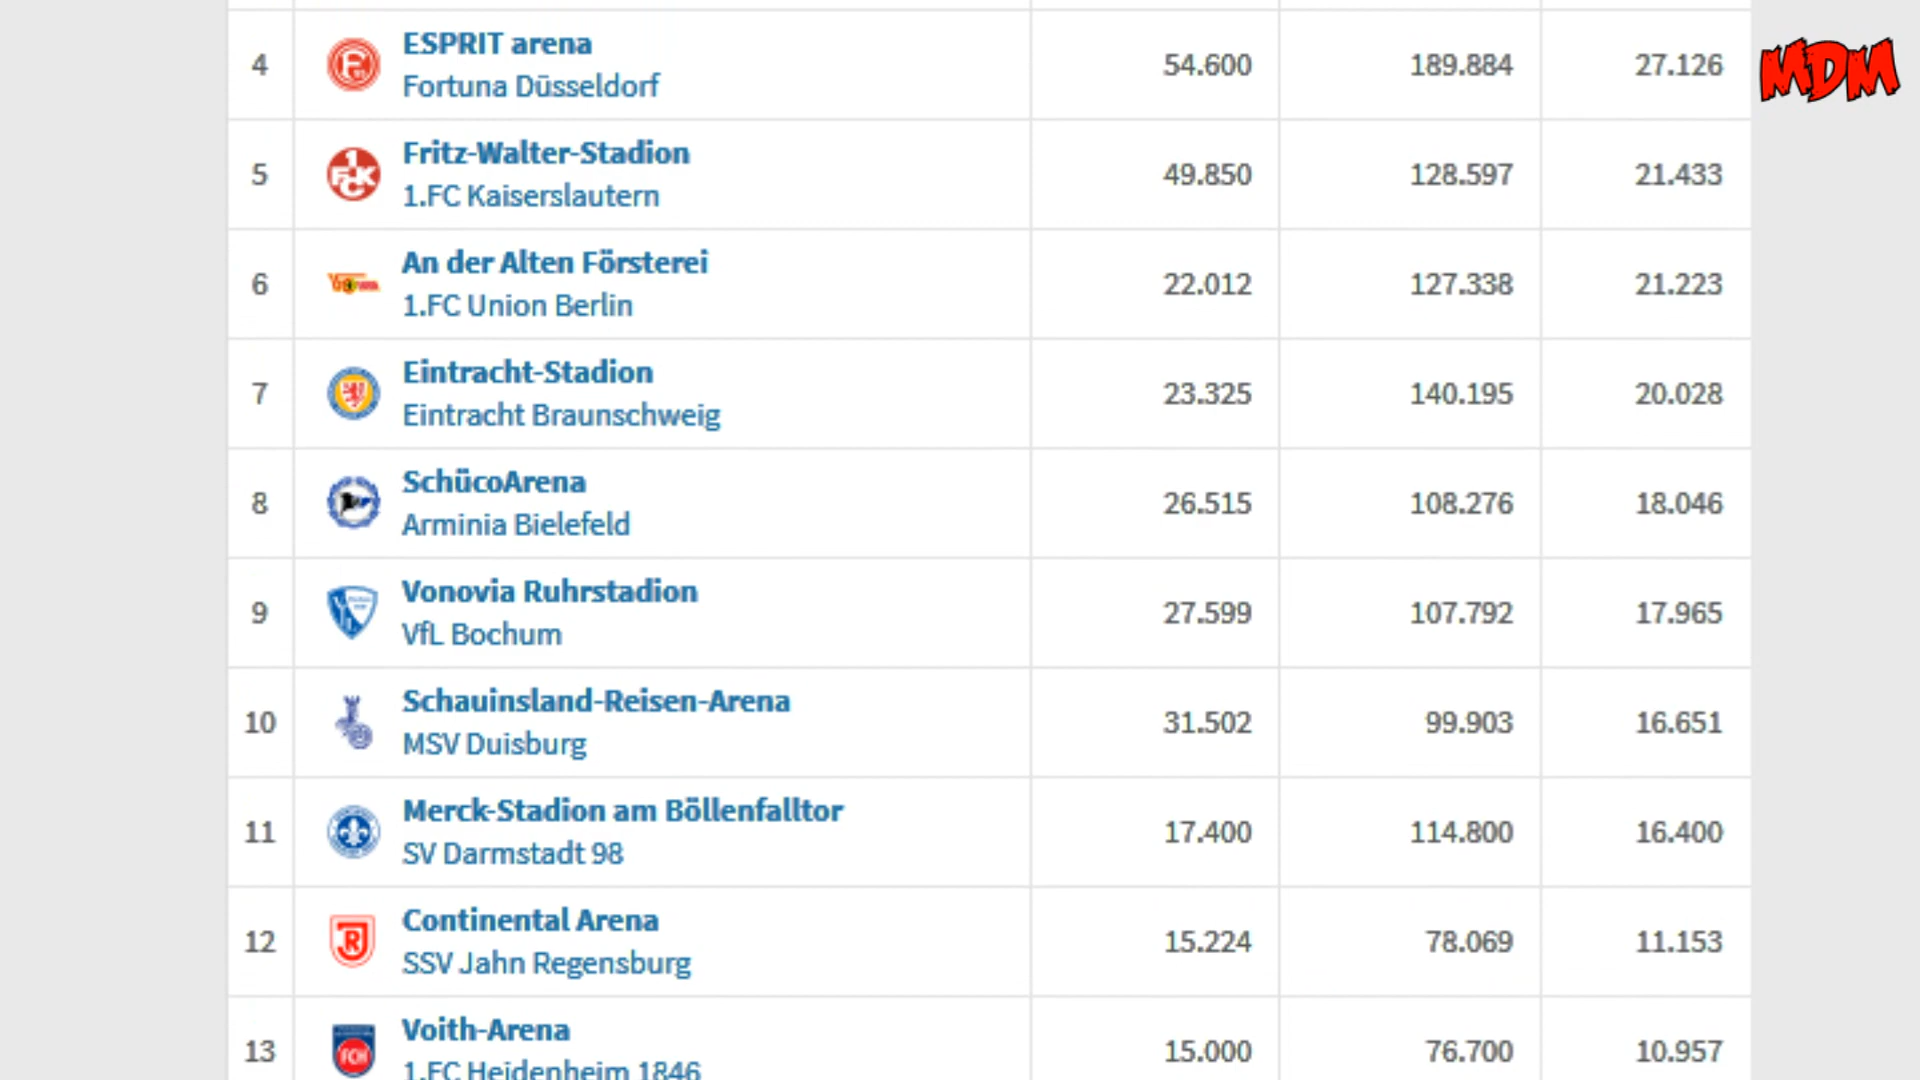 4 ESPRIT arena 54.600 189.884 27.126
Fortuna Düsseldorf
MDM
5 Fritz-Walter-Stadion 49.850 128.597 21.433
1.FC Kaiserslautern
6 An der Alten Försterei 22.012 127.338 21.223
1.FC Union Berlin
7 Eintracht-Stadion 23.325 140.195 20.028
Eintracht Braunschweig
8 SchücoArena 26.515 108.276 18.046
Arminia Bielefeld
9 Vonovia Ruhrstadion 27.599 107.792 17.965
VfL Bochum
10 Schauinsland-Reisen-Arena 31.502 99.903 16.651
MSV Duisburg
11 Merck-Stadion am Böllenfalltor 17.400 114.800 16.400
SV Darmstadt 98
12 Continental Arena 15.224 78.069 11.153
SSV Jahn Regensburg
13 Voith-Arena 15.000 76.700 10.957
1.FC Heidenheim 1846